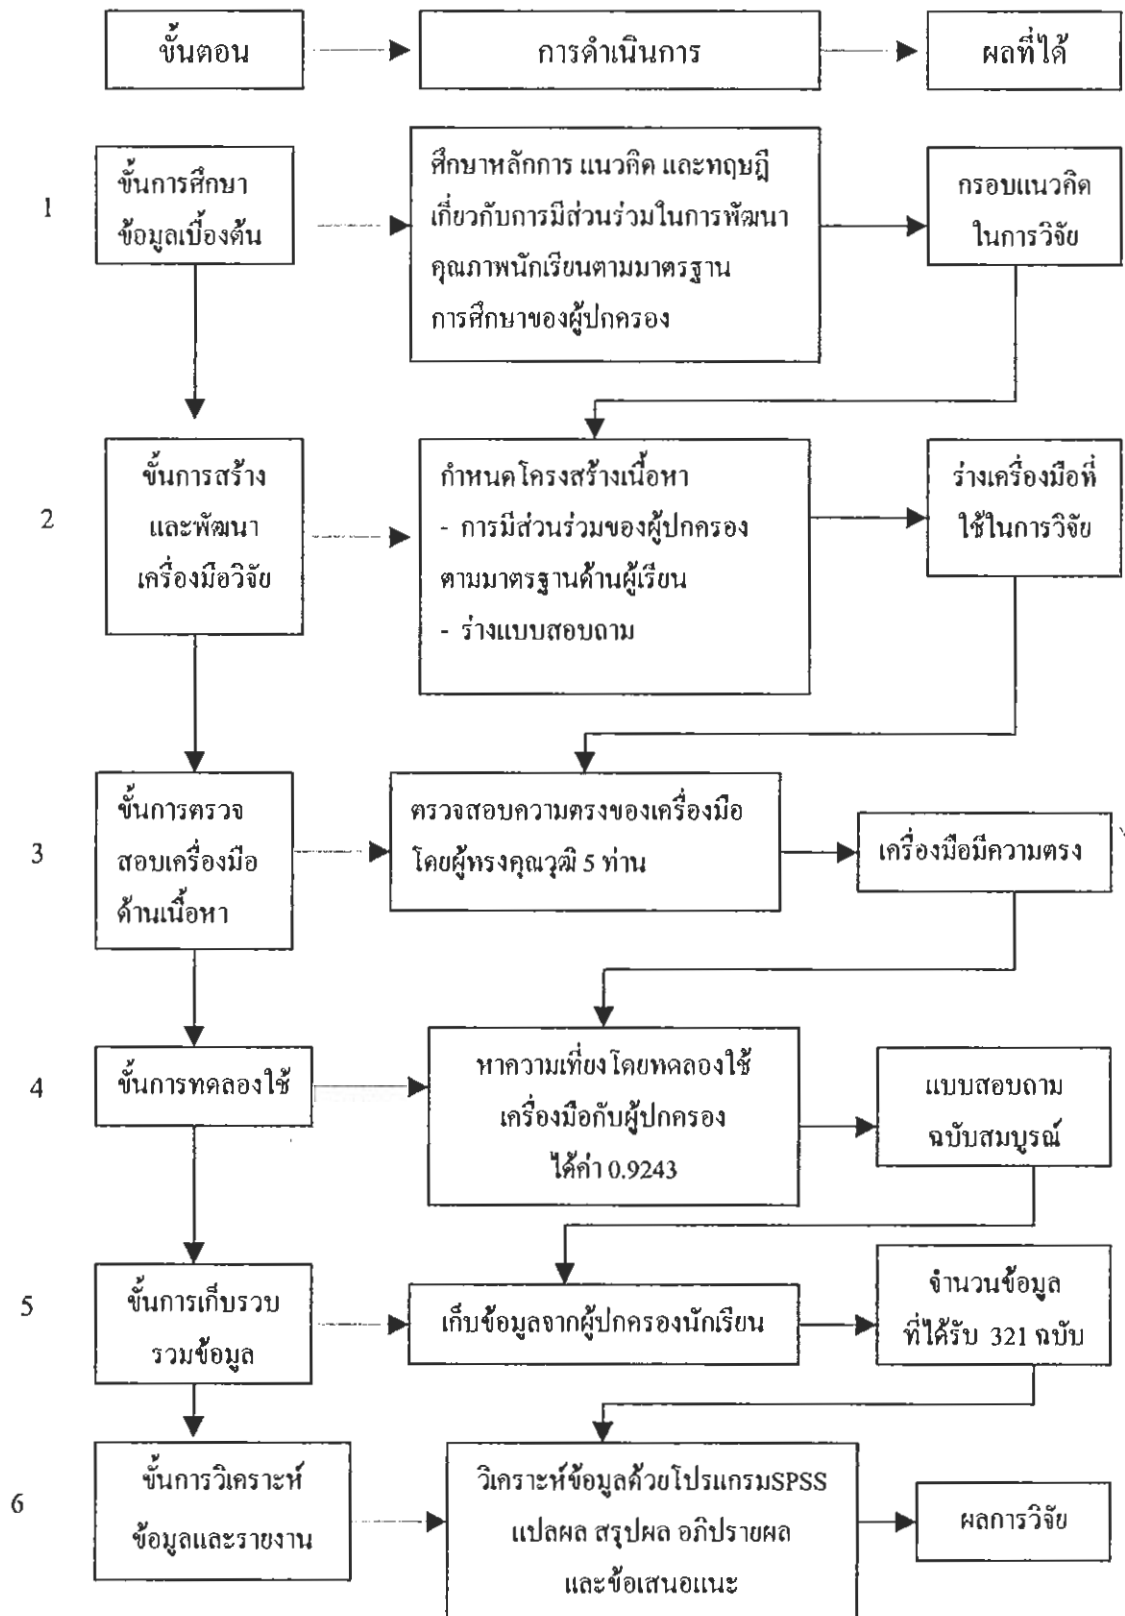 ขั้นตอน
การดำเนินการ
ผลที่ได้
1
ขั้นการศึกษา
ข้อมูลเบื้องต้น
ศึกษาหลักการ แนวคิด และทฤษฎี
เกี่ยวกับการมีส่วนร่วมในการพัฒนา
คุณภาพนักเรียนตามมาตรฐาน
การศึกษาของผู้ปกครอง
กรอบแนวคิด
ในการวิจัย
2
ขั้นการสร้าง
และพัฒนา
เครื่องมือวิจัย
กำหนดโครงสร้างเนื้อหา
- การมีส่วนร่วมของผู้ปกครอง
ตามมาตรฐานด้านผู้เรียน
- ร่างแบบสอบถาม
ร่างเครื่องมือที่
ใช้ในการวิจัย
3
ขั้นการตรวจ
สอบเครื่องมือ
ด้านเนื้อหา
ตรวจสอบความตรงของเครื่องมือ
โดยผู้ทรงคุณวุฒิ 5 ท่าน
เครื่องมือมีความตรง
4
ขั้นการทดลองใช้
หาความเที่ยงโดยทดลองใช้
เครื่องมือกับผู้ปกครอง
ได้ค่า 0.9243
แบบสอบถาม
ฉบับสมบูรณ์
5
ขั้นการเก็บรวบ
รวมข้อมูล
เก็บข้อมูลจากผู้ปกครองนักเรียน
จำนวนข้อมูล
ที่ได้รับ 321 ฉบับ
6
ขั้นการวิเคราะห์
ข้อมูลและรายงาน
วิเคราะห์ข้อมูลด้วยโปรแกรมSPSS
แปลผล สรุปผล อภิปรายผล
และข้อเสนอแนะ
ผลการวิจัย